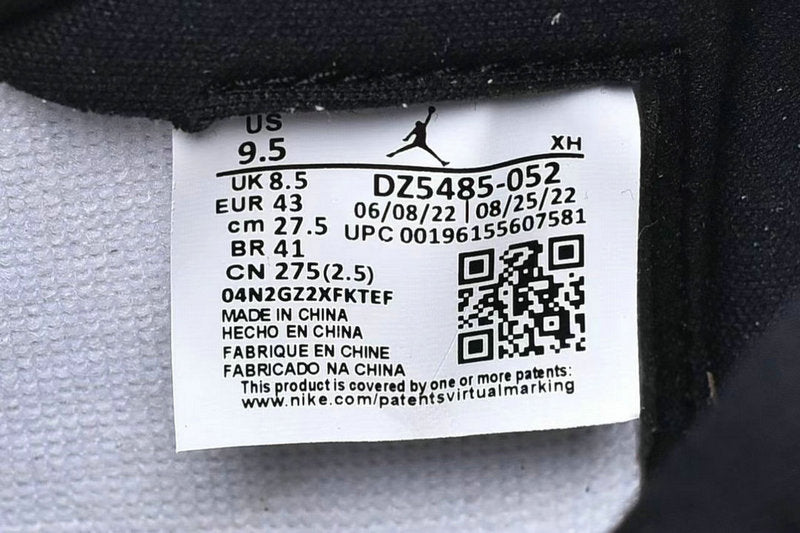 US
9.5
XH
UK 8.5
EUR 43
cm 27.5
BR 41
CN 275(2.5)
DZ5485-052
06/08/22 | 08/25/22
UPC 00196155607581
04N2GZ2XFKTEF
MADE IN CHINA
HECHO EN CHINA
FABRIQUE EN CHINE
FABRICADO NA CHINA
This product is covered by one or more patents:
www.nike.com/patentsvirtualmarking